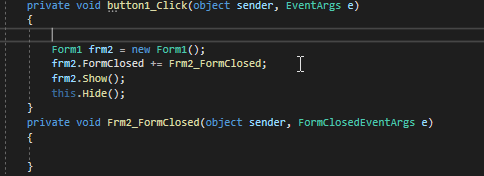 private void button1_Click(object sender, EventArgs e)
{
Form1 frm2 = new Form1();
frm2.FormClosed += Frm2_FormClosed;
frm2.Show();
this.Hide();
}
private void Frm2_FormClosed(object sender, FormClosedEventArgs e)
{
}